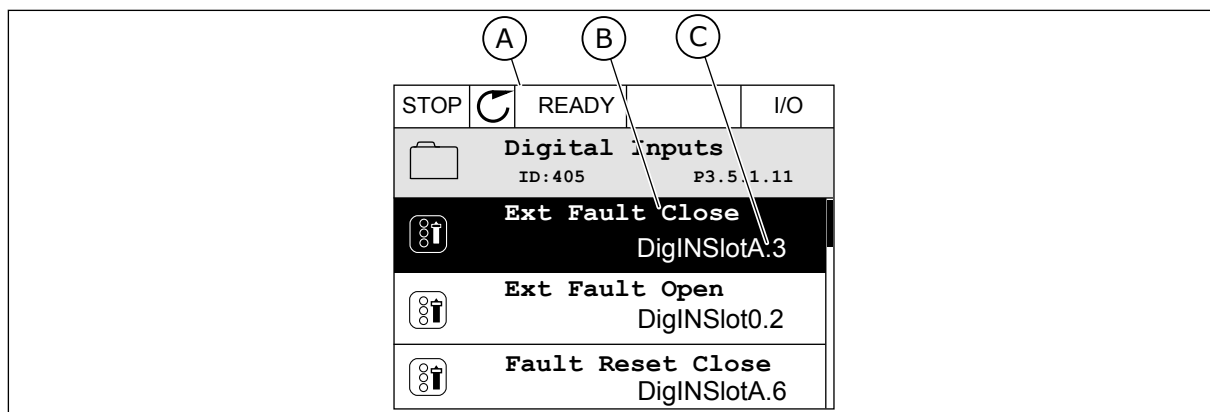 A B C
STOP READY I/O
Digital Inputs
ID:405 P3.5.1.11
Ext Fault Close
DigINSlotA.3
Ext Fault Open
DigINSlot0.2
Fault Reset Close
DigINSlotA.6